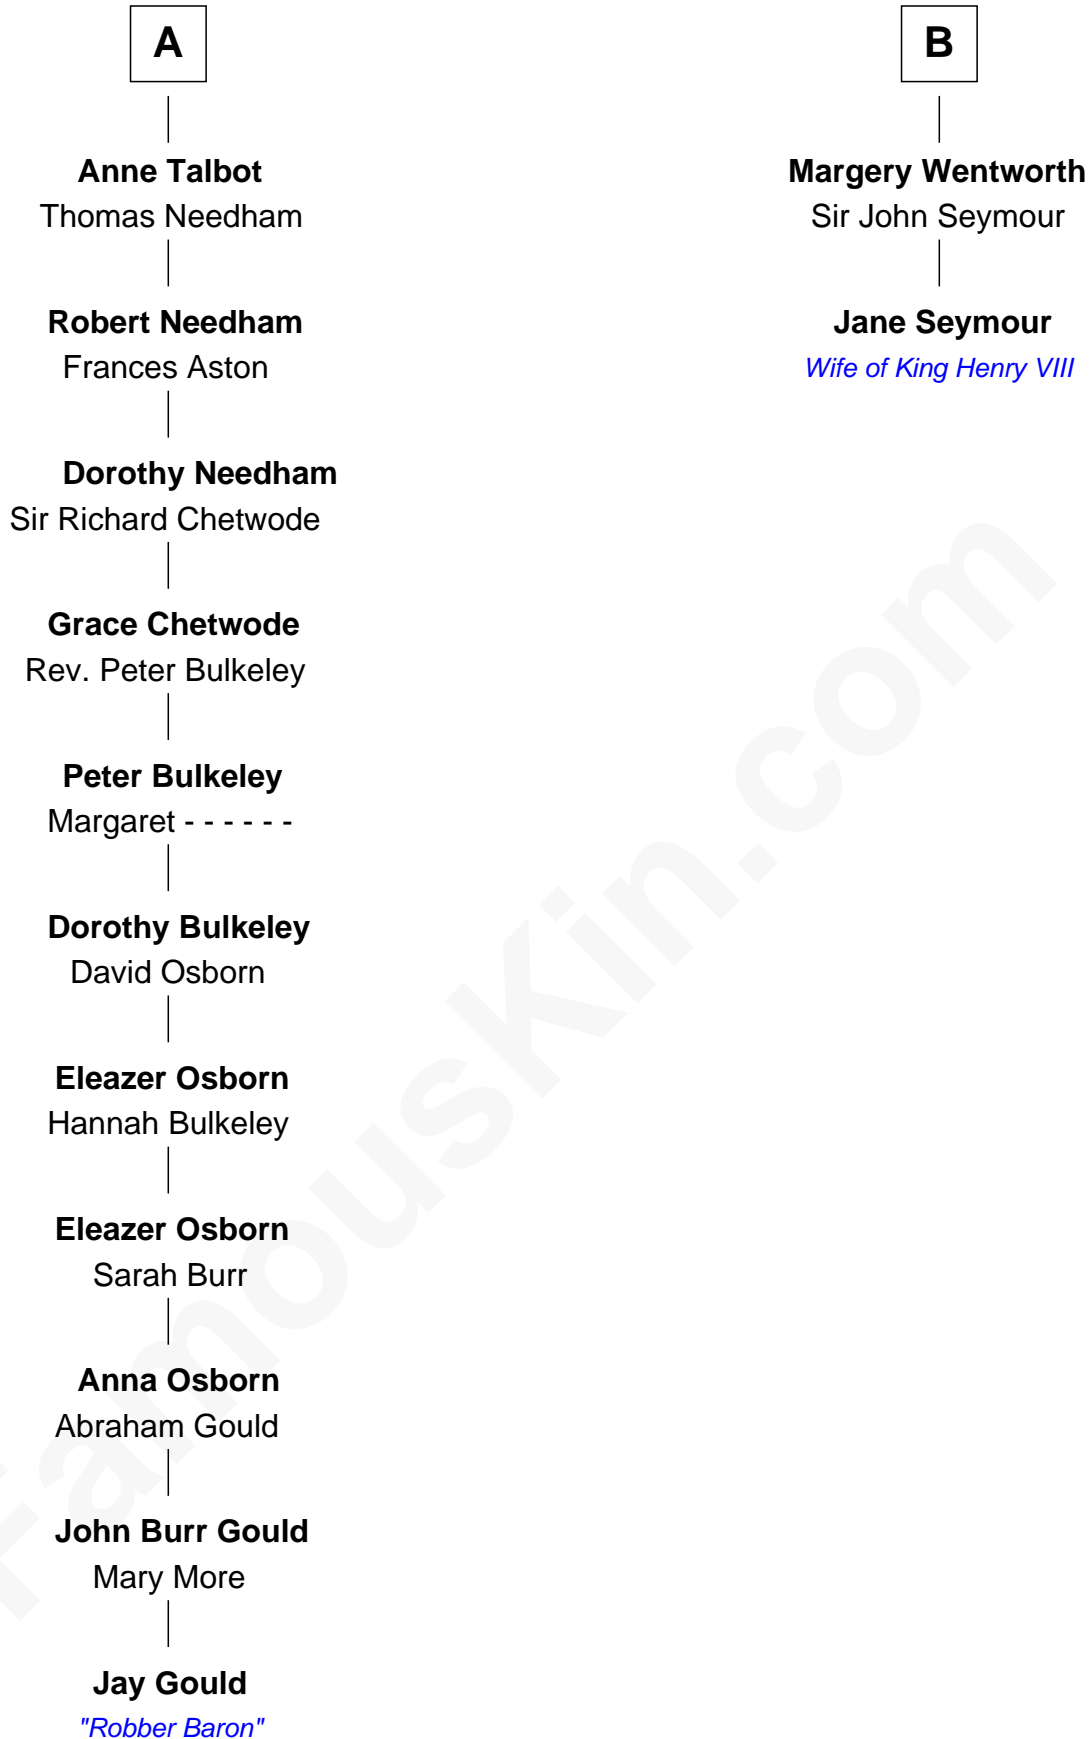 A
Anne Talbot
Thomas Needham
Robert Needham
Frances Aston
Dorothy Needham
Sir Richard Chetwode
Grace Chetwode
Rev. Peter Bulkeley
Peter Bulkeley
Margaret - - - - - -
Dorothy Bulkeley
David Osborn
Eleazer Osborn
Hannah Bulkeley
Eleazer Osborn
Sarah Burr
Anna Osborn
Abraham Gould
John Burr Gould
Mary More
Jay Gould
"Robber Baron"
B
Margery Wentworth
Sir John Seymour
Jane Seymour
Wife of King Henry VIII
FamousKin.com